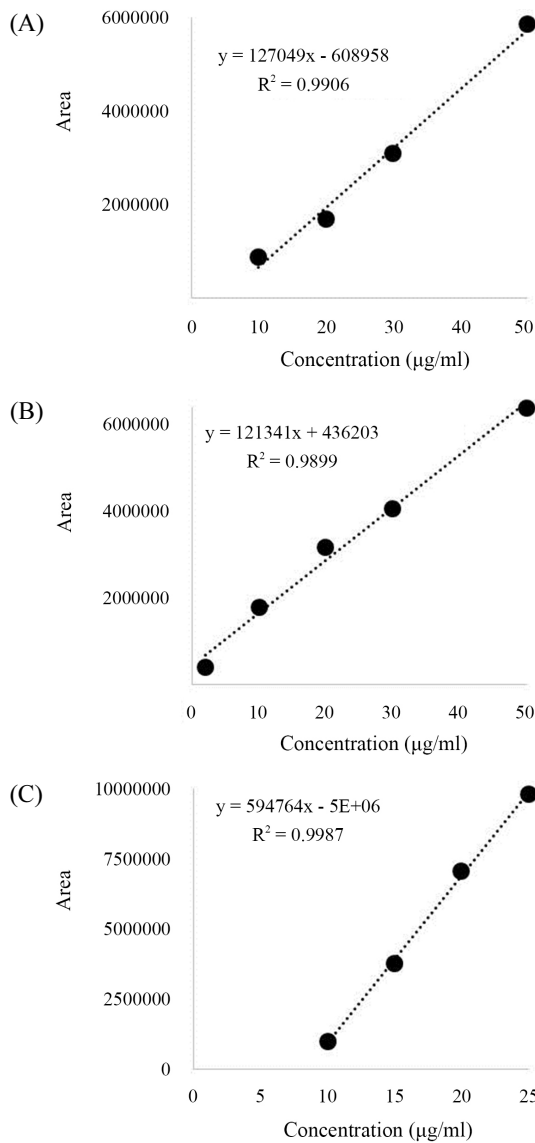 (A)
6000000
4000000
2000000
Area
y = 127049x - 608958
R² = 0.9906
0 10 20 30 40 50
Concentration (µg/ml)
(B)
6000000
4000000
2000000
Area
y = 121341x + 436203
R² = 0.9899
0 10 20 30 40 50
Concentration (µg/ml)
(C)
10000000
7500000
5000000
2500000
0
Area
y = 594764x - 5E+06
R² = 0.9987
0 5 10 15 20 25
Concentration (µg/ml)